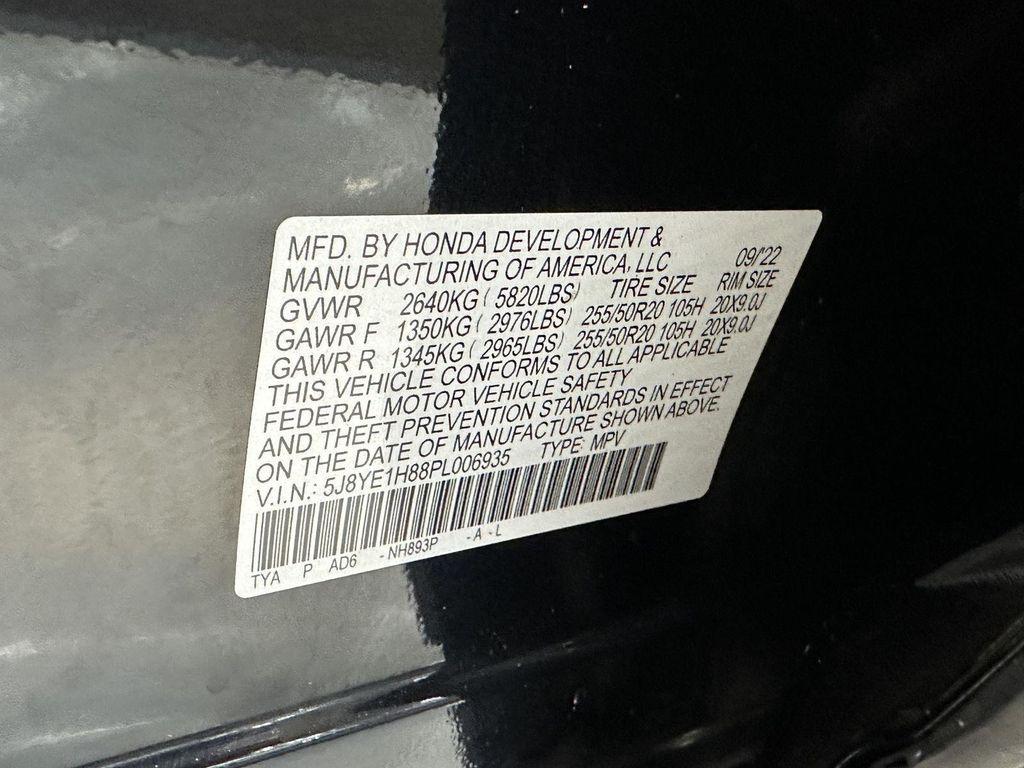 MFD. BY HONDA DEVELOPMENT &
MANUFACTURING OF AMERICA, LLC 09/'22
GVWR 2640KG ( 5820LBS) TIRE SIZE RIM SIZE
GAWR F 1350KG ( 2976LBS) 255/50R20 105H 20X9.0J
GAWR R 1345KG ( 2965LBS) 255/50R20 105H 20X9.0J
THIS VEHICLE CONFORMS TO ALL APPLICABLE
FEDERAL MOTOR VEHICLE SAFETY
AND THEFT PREVENTION STANDARDS IN EFFECT
ON THE DATE OF MANUFACTURE SHOWN ABOVE.
V.I.N.: 5J8YE1H88PL006935 TYPE: MPV
TYA P AD6 -NH893P -A -L